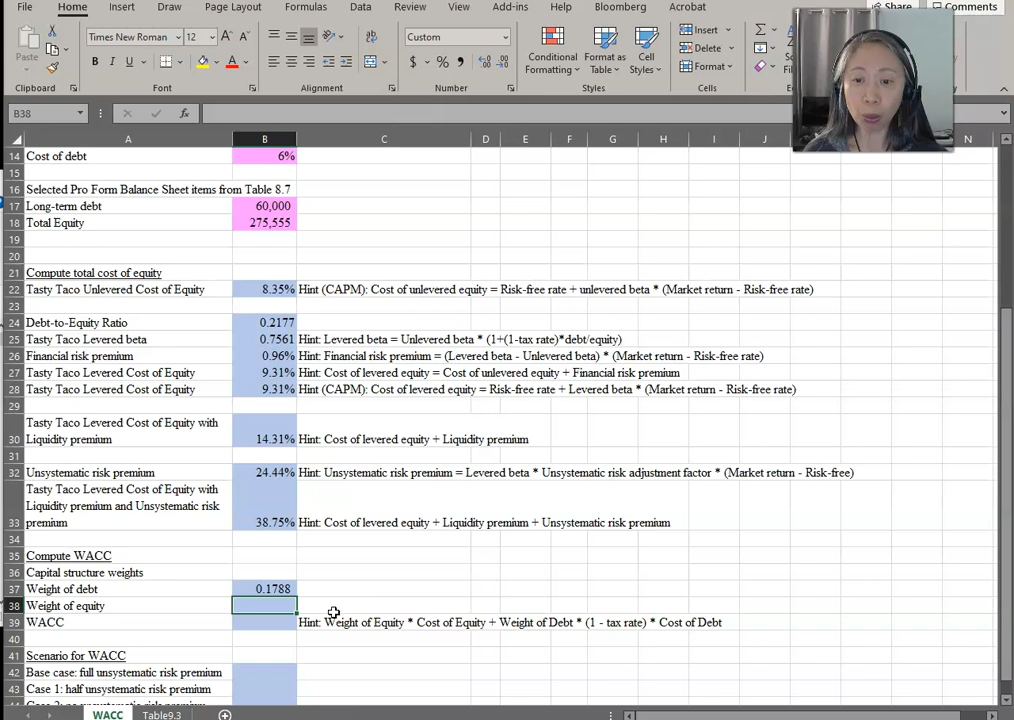 File Home Insert Draw Page Layout Formulas Data Review View Add-ins Help Bloomberg Acrobat Share Comments
Times New Roman 12 A A Custom Insert
Paste B I U A $ % Conditional Formatting Format as Table Cell Styles Delete Format
Clipboard Font Alignment Number Styles Cells
B38 fx
A B C D E F G H I J N
14 Cost of debt 6%
15
16 Selected Pro Form Balance Sheet items from Table 8.7
17 Long-term debt 60,000
18 Total Equity 275,555
19
20
21 Compute total cost of equity
22 Tasty Taco Unlevered Cost of Equity 8.35% Hint (CAPM): Cost of unlevered equity = Risk-free rate + unlevered beta * (Market return - Risk-free rate)
23
24 Debt-to-Equity Ratio 0.2177
25 Tasty Taco Levered beta 0.7561 Hint: Levered beta = Unlevered beta * (1+(1-tax rate)*debt/equity)
26 Financial risk premium 0.96% Hint: Financial risk premium = (Levered beta - Unlevered beta) * (Market return - Risk-free rate)
27 Tasty Taco Levered Cost of Equity 9.31% Hint: Cost of levered equity = Cost of unlevered equity + Financial risk premium
28 Tasty Taco Levered Cost of Equity 9.31% Hint (CAPM): Cost of levered equity = Risk-free rate + Levered beta * (Market return - Risk-free rate)
29
Tasty Taco Levered Cost of Equity with
30 Liquidity premium 14.31% Hint: Cost of levered equity + Liquidity premium
31
32 Unsystematic risk premium 24.44% Hint: Unsystematic risk premium = Levered beta * Unsystematic risk adjustment factor * (Market return - Risk-free)
Tasty Taco Levered Cost of Equity with
Liquidity premium and Unsystematic risk
33 premium 38.75% Hint: Cost of levered equity + Liquidity premium + Unsystematic risk premium
34
35 Compute WACC
36 Capital structure weights
37 Weight of debt 0.1788
38 Weight of equity
39 WACC Hint: Weight of Equity * Cost of Equity + Weight of Debt * (1 - tax rate) * Cost of Debt
40
41 Scenario for WACC
42 Base case: full unsystematic risk premium
43 Case 1: half unsystematic risk premium
WACC Table9.3